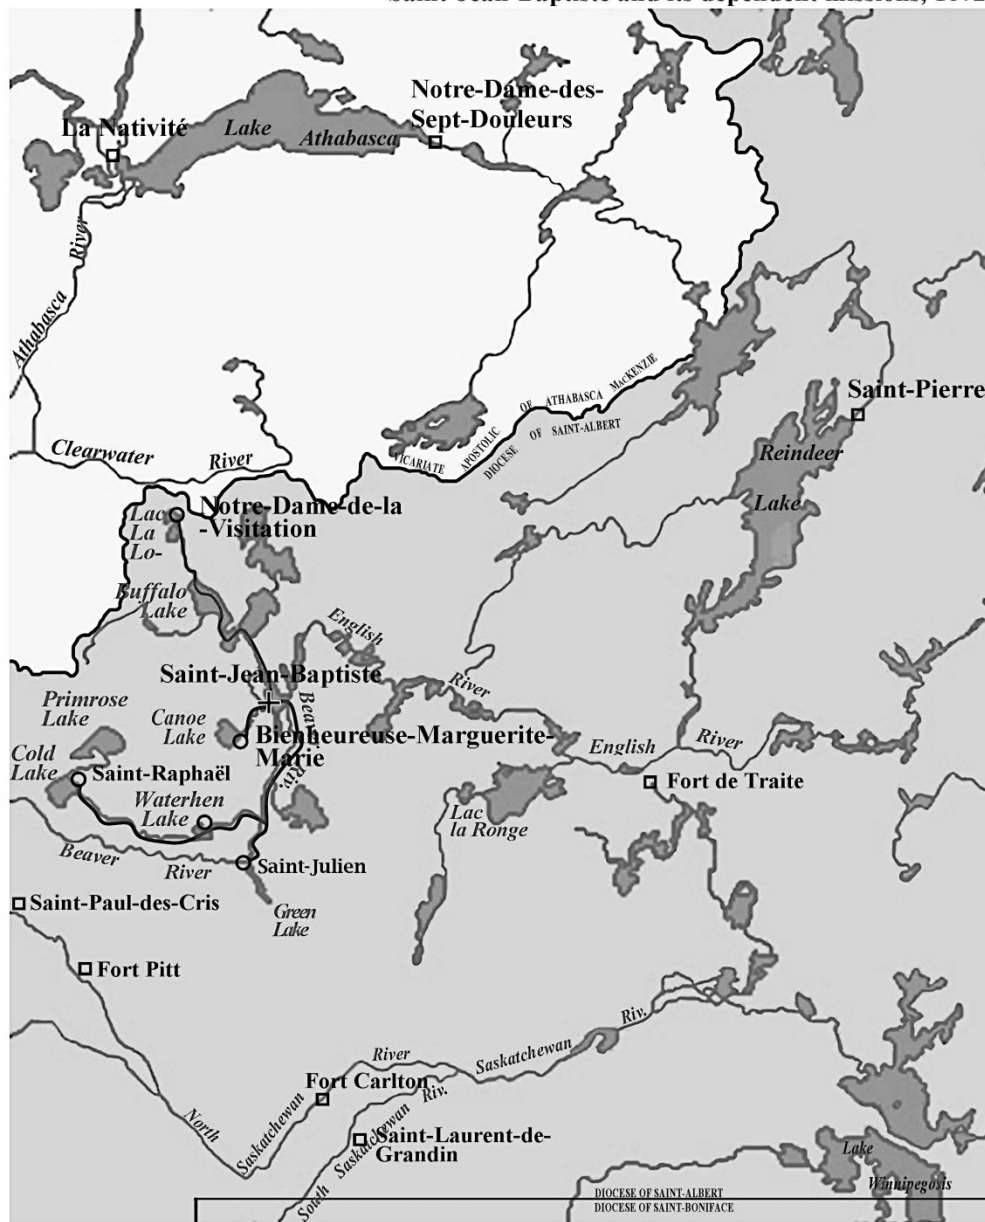 Notre-Dame-des-
Sept-Douleurs
La Nativité
Lake
Athabasca
River
Athabasca
OF ATHABASCA MACKENZIE
APOSTOLIC
VICARIATE
DIOCESE
OF SAINT-ALBERT
Saint-Pierre
Reindeer
Lake
Clearwater
River
Notre-Dame-de-la
-Visitation
Lac
La
Lo-
Buffalo
Lake
English
River
Saint-Jean-Baptiste
Primrose
Lake
Canoe
Lake
Beaver
Riv.
Bienheureuse-Marguerite-
Marie
Cold
Lake
Saint-Raphaël
English
River
Fort de Traite
Waterhen
Lake
Lac
la Ronge
Beaver
River
Saint-Julien
Saint-Paul-des-Cris
Green
Lake
Fort Pitt
Riv.
Saskatchewan
River
Fort Carlton
Riv.
Saskatchewan
North
Saskatchewan
South
Saint-Laurent-de-
Grandin
Lake
Winnipegosis
DIOCESE OF SAINT-ALBERT
DIOCESE OF SAINT-BONIFACE